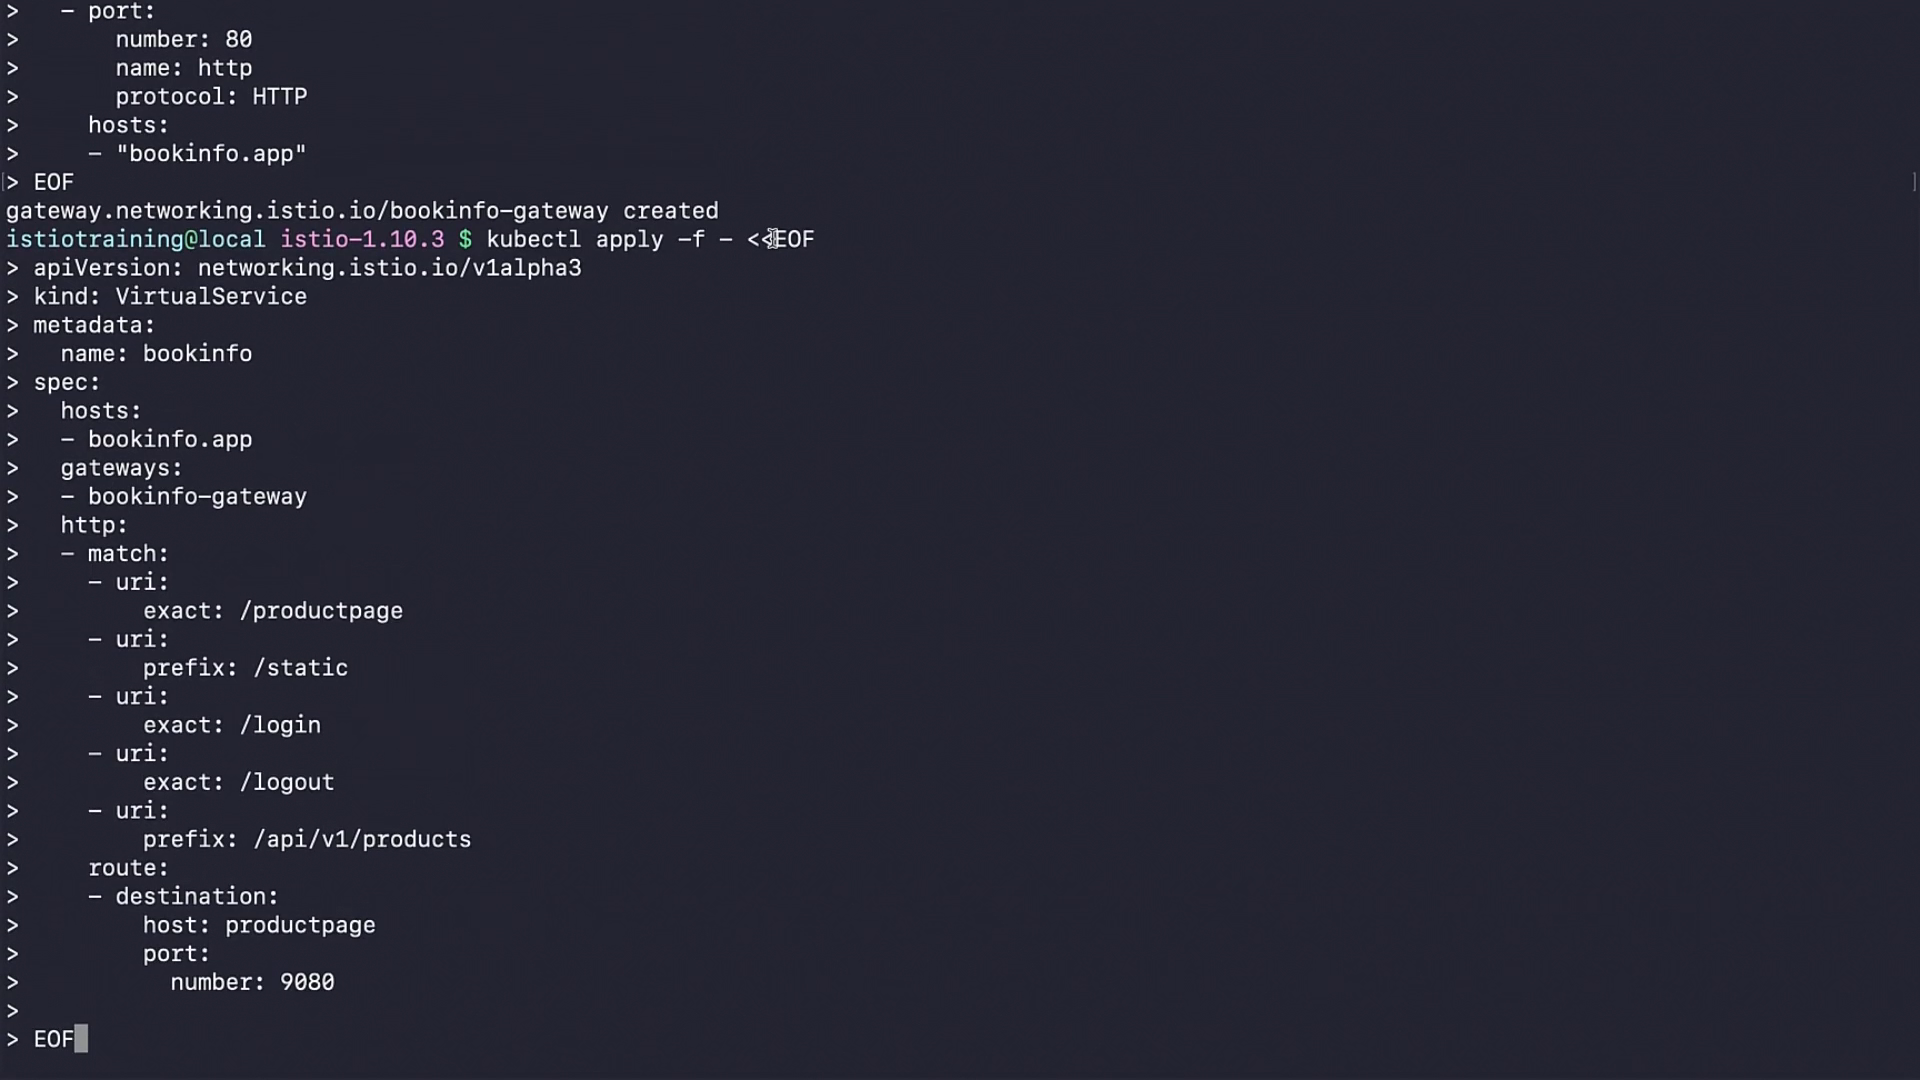 >   - port:
>       number: 80
>       name: http
>       protocol: HTTP
>     hosts:
>     - "bookinfo.app"
> EOF
gateway.networking.istio.io/bookinfo-gateway created
istiotraining@local istio-1.10.3 $ kubectl apply -f - <<EOF
> apiVersion: networking.istio.io/v1alpha3
> kind: VirtualService
> metadata:
>   name: bookinfo
> spec:
>   hosts:
>   - bookinfo.app
>   gateways:
>   - bookinfo-gateway
>   http:
>   - match:
>     - uri:
>         exact: /productpage
>     - uri:
>         prefix: /static
>     - uri:
>         exact: /login
>     - uri:
>         exact: /logout
>     - uri:
>         prefix: /api/v1/products
>     route:
>     - destination:
>         host: productpage
>         port:
>           number: 9080
>
> EOF